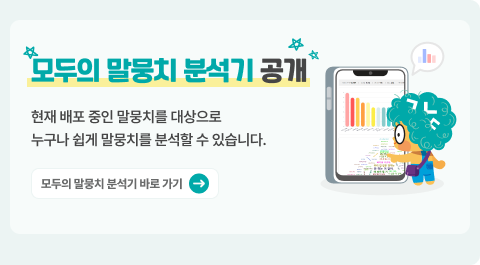 모두의 말뭉치 분석기 공개
현재 배포 중인 말뭉치를 대상으로
누구나 쉽게 말뭉치를 분석할 수 있습니다.
모두의 말뭉치 분석기 바로 가기